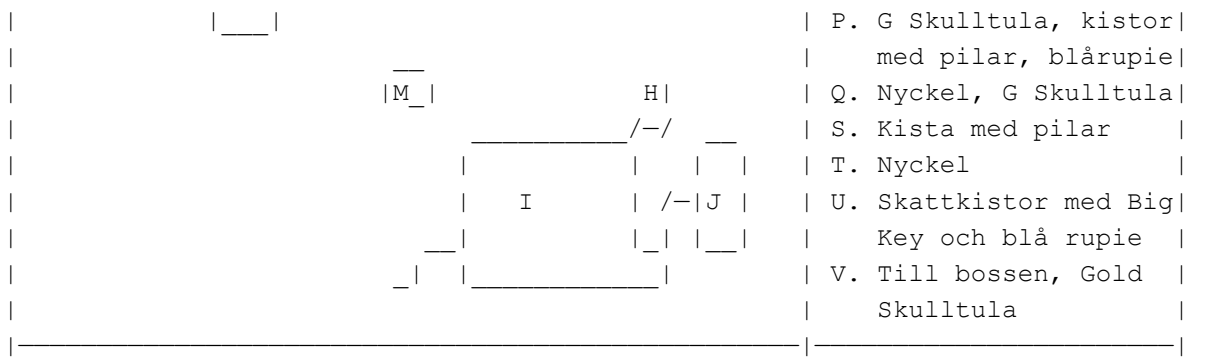 P. G Skulltula, kistor
med pilar, blårupie
M
H
Q. Nyckel, G Skulltula
S. Kista med pilar
T. Nyckel
I
J
U. Skattkistor med Big
Key och blå rupie
V. Till bossen, Gold
Skulltula